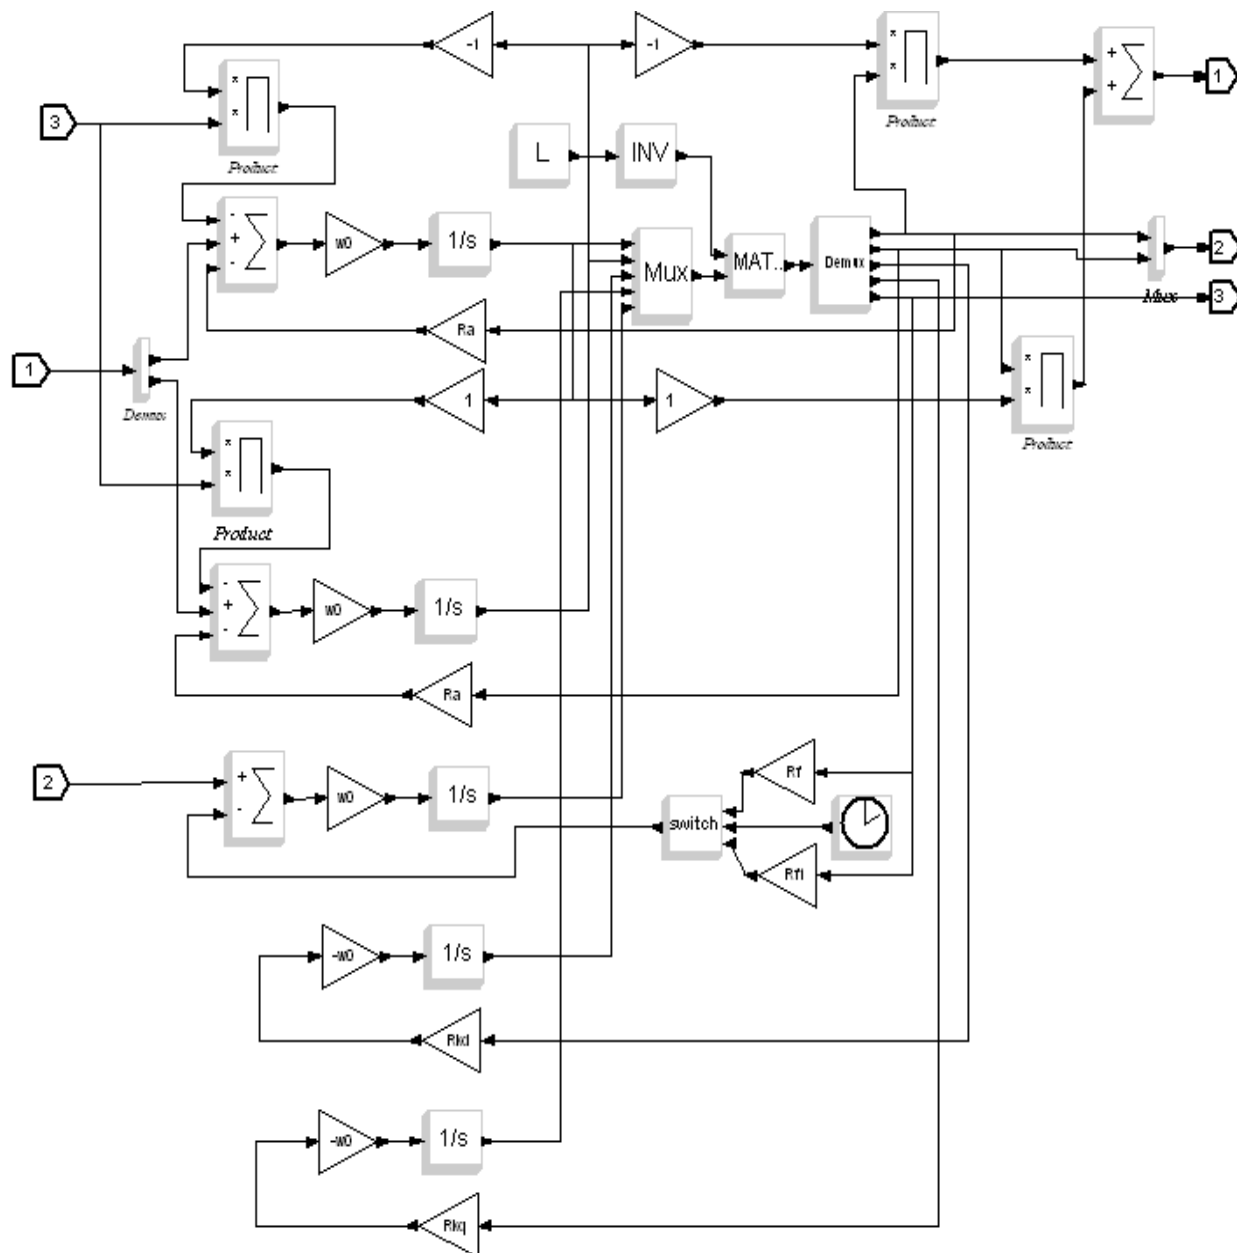 -1
-1
x
x
Product
+
+
1
3
x
x
Product
L
INV
-
+
-
w0
1/s
Mux
MAT..
Demux
2
Mux
3
Ra
1
Demux
1
1
x
x
Product
x
x
Product
-
+
-
w0
1/s
Ra
2
+
-
w0
1/s
Rf
switch
Rf1
-w0
1/s
Rkd
-w0
1/s
Rkq